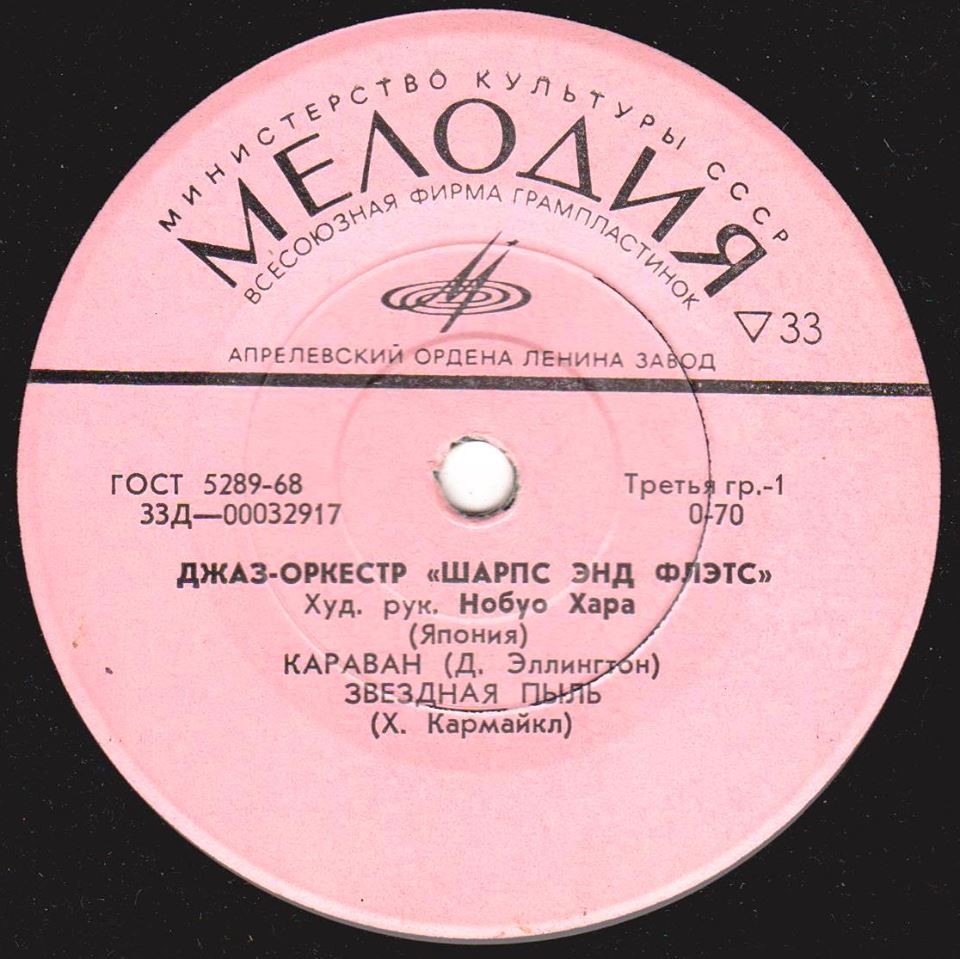 МИНИСТЕРСТВО КУЛЬТУРЫ СССР
МЕЛОДИЯ
ВСЕСОЮЗНАЯ ФИРМА ГРАМПЛАСТИНОК
▽33
АПРЕЛЕВСКИЙ ОРДЕНА ЛЕНИНА ЗАВОД
ГОСТ 5289-68
Третья гр.-1
33Д—00032917
0-70
ДЖАЗ-ОРКЕСТР «ШАРПС ЭНД ФЛЭТС»
Худ. рук. Нобуо Хара
(Япония)
КАРАВАН (Д. Эллингтон)
ЗВЕЗДНАЯ ПЫЛЬ
(Х. Кармайкл)